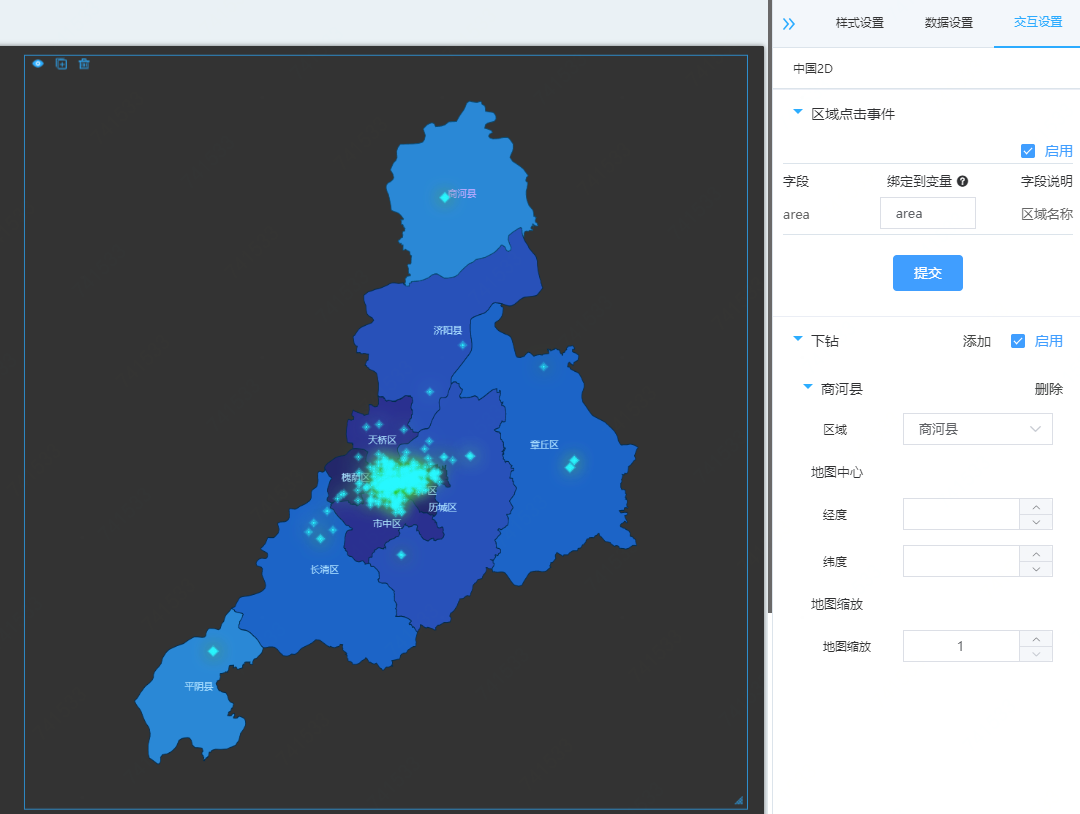 样式设置 数据设置 交互设置
中国2D
区域点击事件
启用
字段 绑定到变量 字段说明
area area 区域名称
提交
下钻 添加 启用
商河县 删除
区域 商河县
地图中心
经度
纬度
地图缩放
地图缩放 1
商河县
济阳县
天桥区
章丘区
槐荫区
区
历城区
市中区
长清区
平阴县